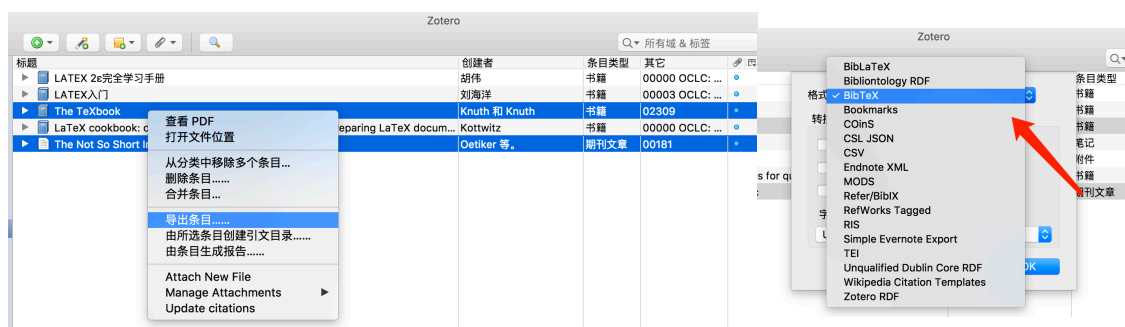 Zotero
所有域 & 标签
标题 创建者 条目类型 其它
LATEX 2ε完全学习手册 胡伟 书籍 00000 OCLC: ...
LATEX入门 刘海洋 书籍 00003 OCLC: ...
The TeXbook Knuth 和 Knuth 书籍 02309
LaTeX cookbook: eparing LaTeX docum... Kottwitz 书籍 00000 OCLC: ...
The Not So Short Oetiker 等。 期刊文章 00181
查看 PDF
打开文件位置
从分类中移除多个条目...
删除条目......
合并条目...
导出条目......
由所选条目创建引文目录......
由条目生成报告......
Attach New File
Manage Attachments
Update citations
Zotero
条目类型
书籍
书籍
书籍
笔记
附件
书籍
期刊文章
s for qu
格式
BibLaTeX
Bibliontology RDF
BibTeX
Bookmarks
COinS
CSL JSON
CSV
Endnote XML
MODS
Refer/BibIX
RefWorks Tagged
RIS
Simple Evernote Export
TEI
Unqualified Dublin Core RDF
Wikipedia Citation Templates
Zotero RDF
OK